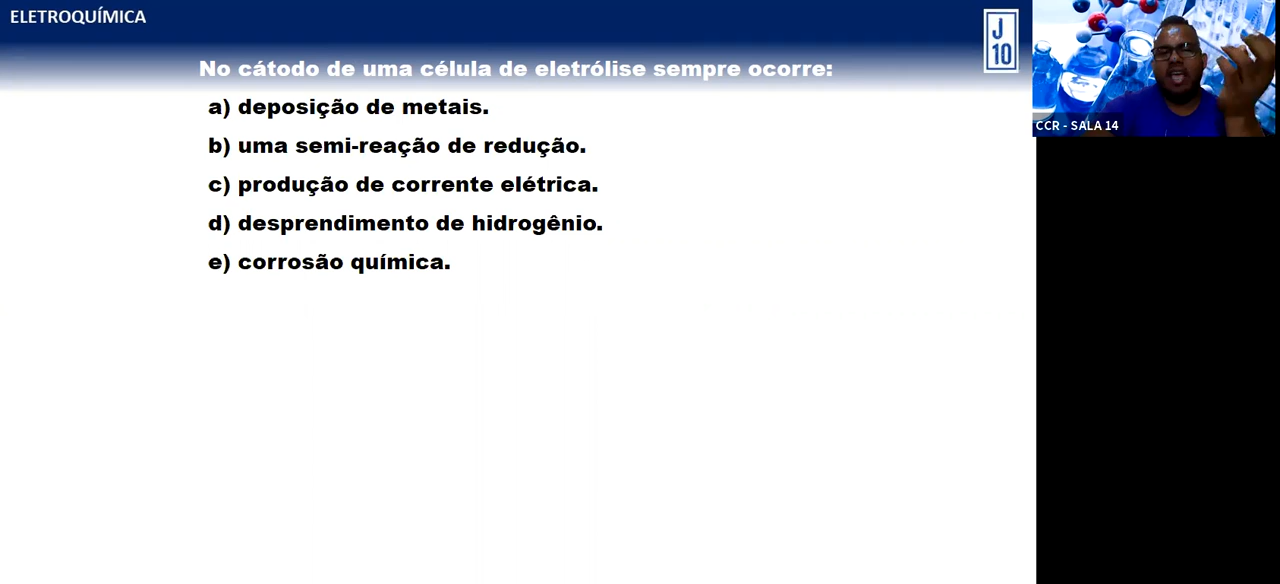 ELETROQUÍMICA
J
10
No cátodo de uma célula de eletrólise sempre ocorre:
a) deposição de metais.
b) uma semi-reação de redução.
c) produção de corrente elétrica.
d) desprendimento de hidrogênio.
e) corrosão química.
CCR - SALA 14